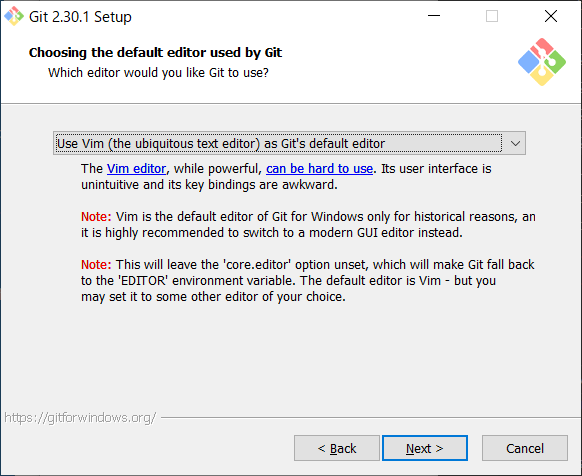 Git 2.30.1 Setup
Choosing the default editor used by Git
Which editor would you like Git to use?
Use Vim (the ubiquitous text editor) as Git's default editor
The Vim editor, while powerful, can be hard to use. Its user interface is
unintuitive and its key bindings are awkward.
Note: Vim is the default editor of Git for Windows only for historical reasons, an
it is highly recommended to switch to a modern GUI editor instead.
Note: This will leave the 'core.editor' option unset, which will make Git fall back
to the 'EDITOR' environment variable. The default editor is Vim - but you
may set it to some other editor of your choice.
https://gitforwindows.org/
< Back
Next >
Cancel